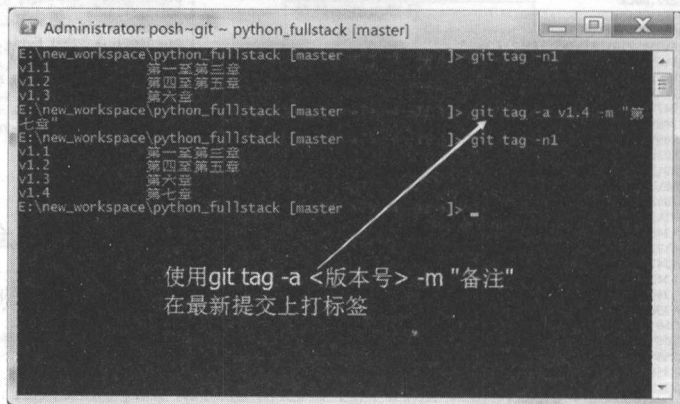 Administrator: posh~git ~ python_fullstack [master]
E:\new_workspace\python_fullstack [master ]> git tag -n1
v1.1 第一至第三章
v1.2 第四至第五章
v1.3 第六章
E:\new_workspace\python_fullstack [master ]> git tag -a v1.4 -m "第
七章"
E:\new_workspace\python_fullstack [master ]> git tag -n1
v1.1 第一至第三章
v1.2 第四至第五章
v1.3 第六章
v1.4 第七章
E:\new_workspace\python_fullstack [master ]>
使用git tag -a <版本号> -m "备注"
在最新提交上打标签